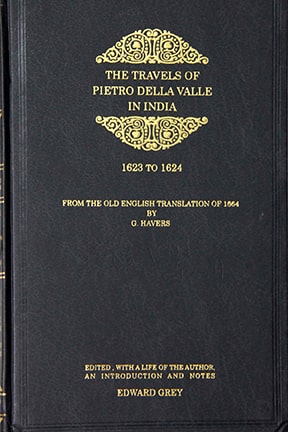 THE TRAVELS OF
PIETRO DELLA VALLE
IN INDIA
1623 TO 1624
FROM THE OLD ENGLISH TRANSLATION OF 1664
BY
G. HAVERS
EDITED, WITH A LIFE OF THE AUTHOR,
AN INTRODUCTION AND NOTES
EDWARD GREY